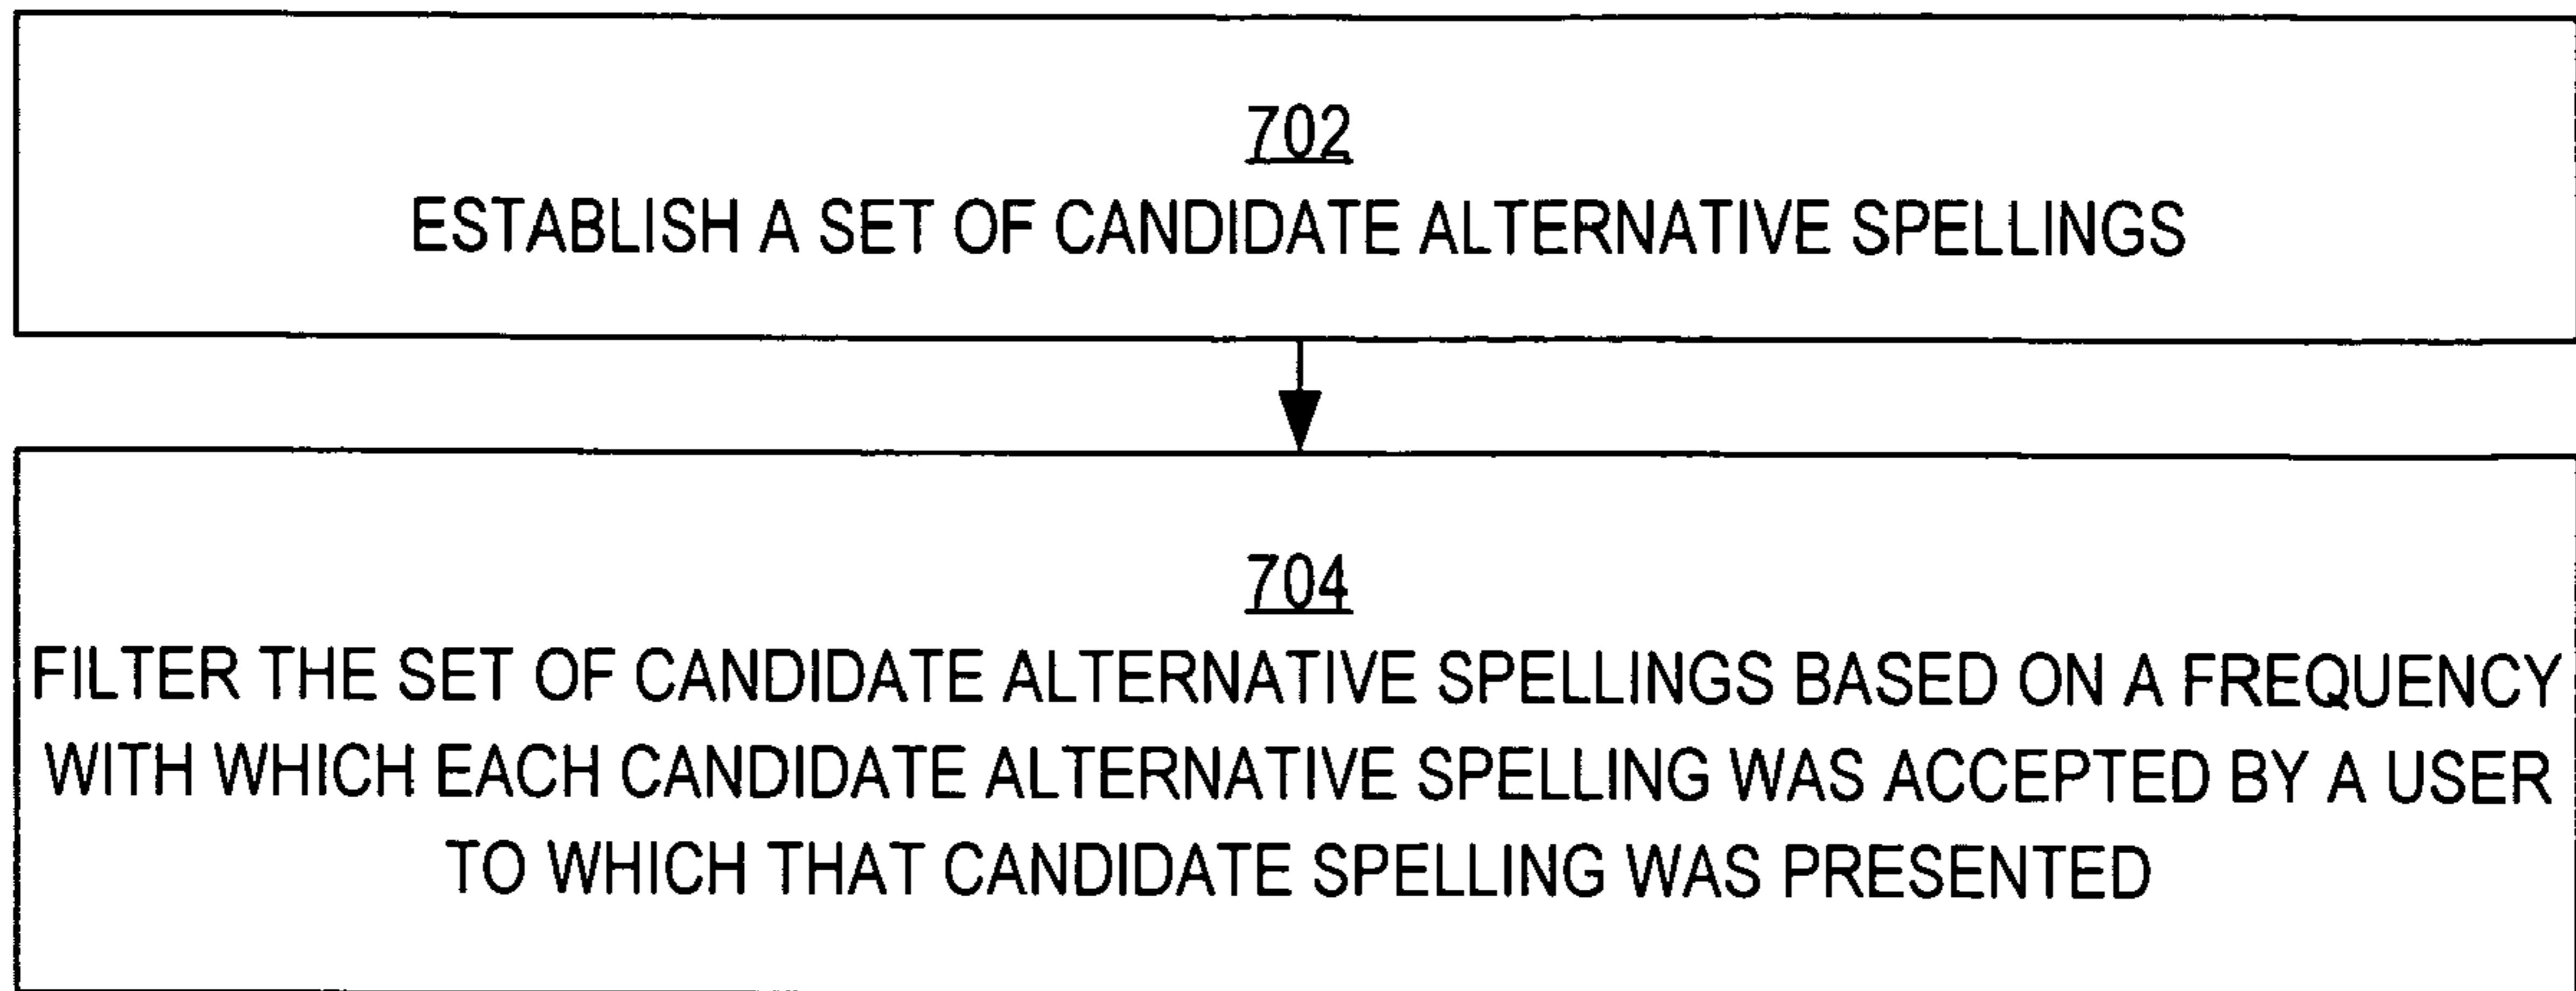 702
ESTABLISH A SET OF CANDIDATE ALTERNATIVE SPELLINGS
704
FILTER THE SET OF CANDIDATE ALTERNATIVE SPELLINGS BASED ON A FREQUENCY
WITH WHICH EACH CANDIDATE ALTERNATIVE SPELLING WAS ACCEPTED BY A USER
TO WHICH THAT CANDIDATE SPELLING WAS PRESENTED